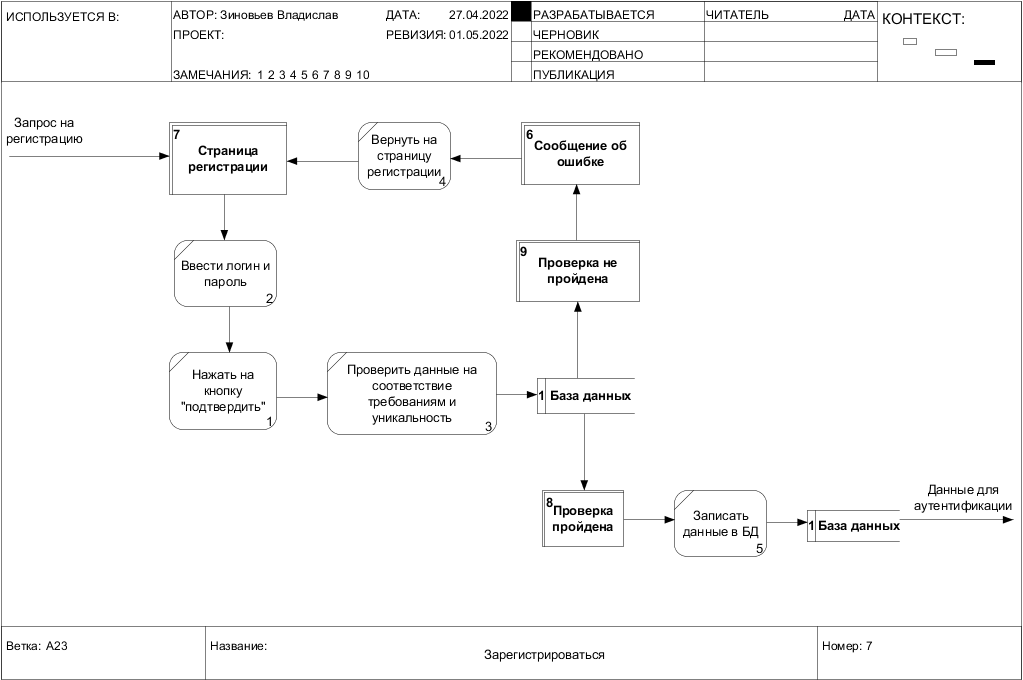 ИСПОЛЬЗУЕТСЯ В:
АВТОР: Зиновьев Владислав
ДАТА: 27.04.2022
ПРОЕКТ:
РЕВИЗИЯ: 01.05.2022
ЗАМЕЧАНИЯ: 1 2 3 4 5 6 7 8 9 10
РАЗРАБАТЫВАЕТСЯ
ЧЕРНОВИК
РЕКОМЕНДОВАНО
ПУБЛИКАЦИЯ
ЧИТАТЕЛЬ
ДАТА
КОНТЕКСТ:
Запрос на
регистрацию
7
Страница
регистрации
Вернуть на
страницу
регистрации
4
6
Сообщение об
ошибке
Ввести логин и
пароль
2
9
Проверка не
пройдена
Нажать на
кнопку
"подтвердить"
1
Проверить данные на
соответствие
требованиям и
уникальность
3
1 База данных
8
Проверка
пройдена
Записать
данные в БД
5
1 База данных
Данные для
аутентификации
Ветка: A23
Название:
Зарегистрироваться
Номер: 7